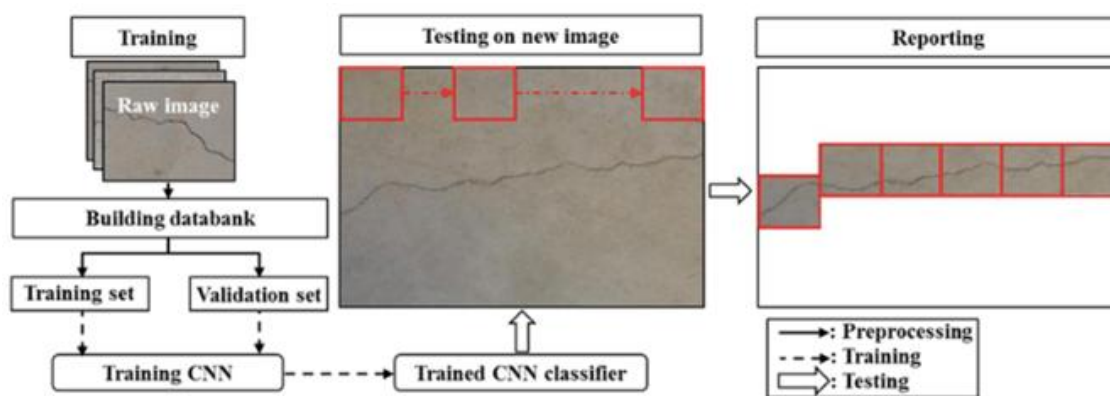 Training
Testing on new image
Reporting
Raw image
Building databank
Training set
Validation set
Training CNN
Trained CNN classifier
: Preprocessing
: Training
: Testing